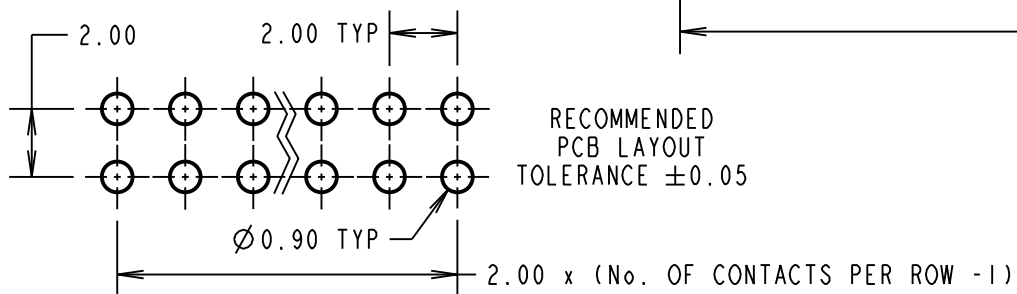 2.00
2.00 TYP
RECOMMENDED
PCB LAYOUT
TOLERANCE ±0.05
Ø0.90 TYP
2.00 x (No. OF CONTACTS PER ROW -1)